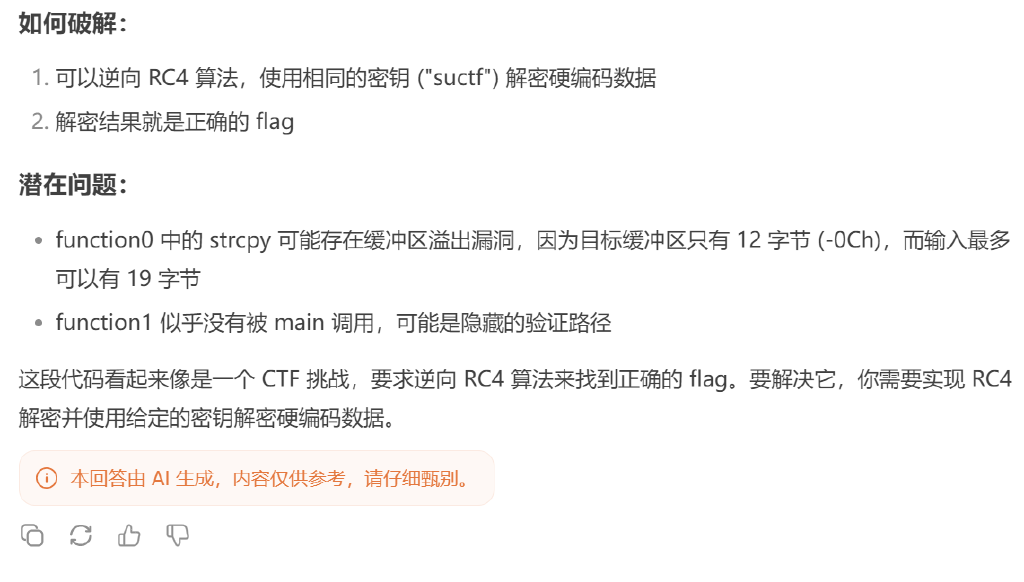 如何破解：
1. 可以逆向 RC4 算法，使用相同的密钥 ("suctf") 解密硬编码数据
2. 解密结果就是正确的 flag
潜在问题：
• function0 中的 strcpy 可能存在缓冲区溢出漏洞，因为目标缓冲区只有 12 字节 (-0Ch)，而输入最多
可以有 19 字节
• function1 似乎没有被 main 调用，可能是隐藏的验证路径
这段代码看起来像是一个 CTF 挑战，要求逆向 RC4 算法来找到正确的 flag。要解决它，你需要实现 RC4
解密并使用给定的密钥解密硬编码数据。
本回答由 AI 生成，内容仅供参考，请仔细甄别。